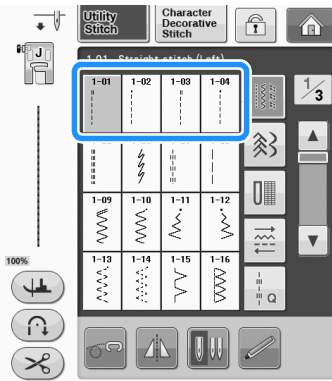 Utility
Stitch
Character
Decorative
Stitch
J
1-01 Straight stitch (Left)
1/3
1-01 1-02 1-03 1-04
1-09 1-10 1-11 1-12
1-13 1-14 1-15 1-16
100%
Q